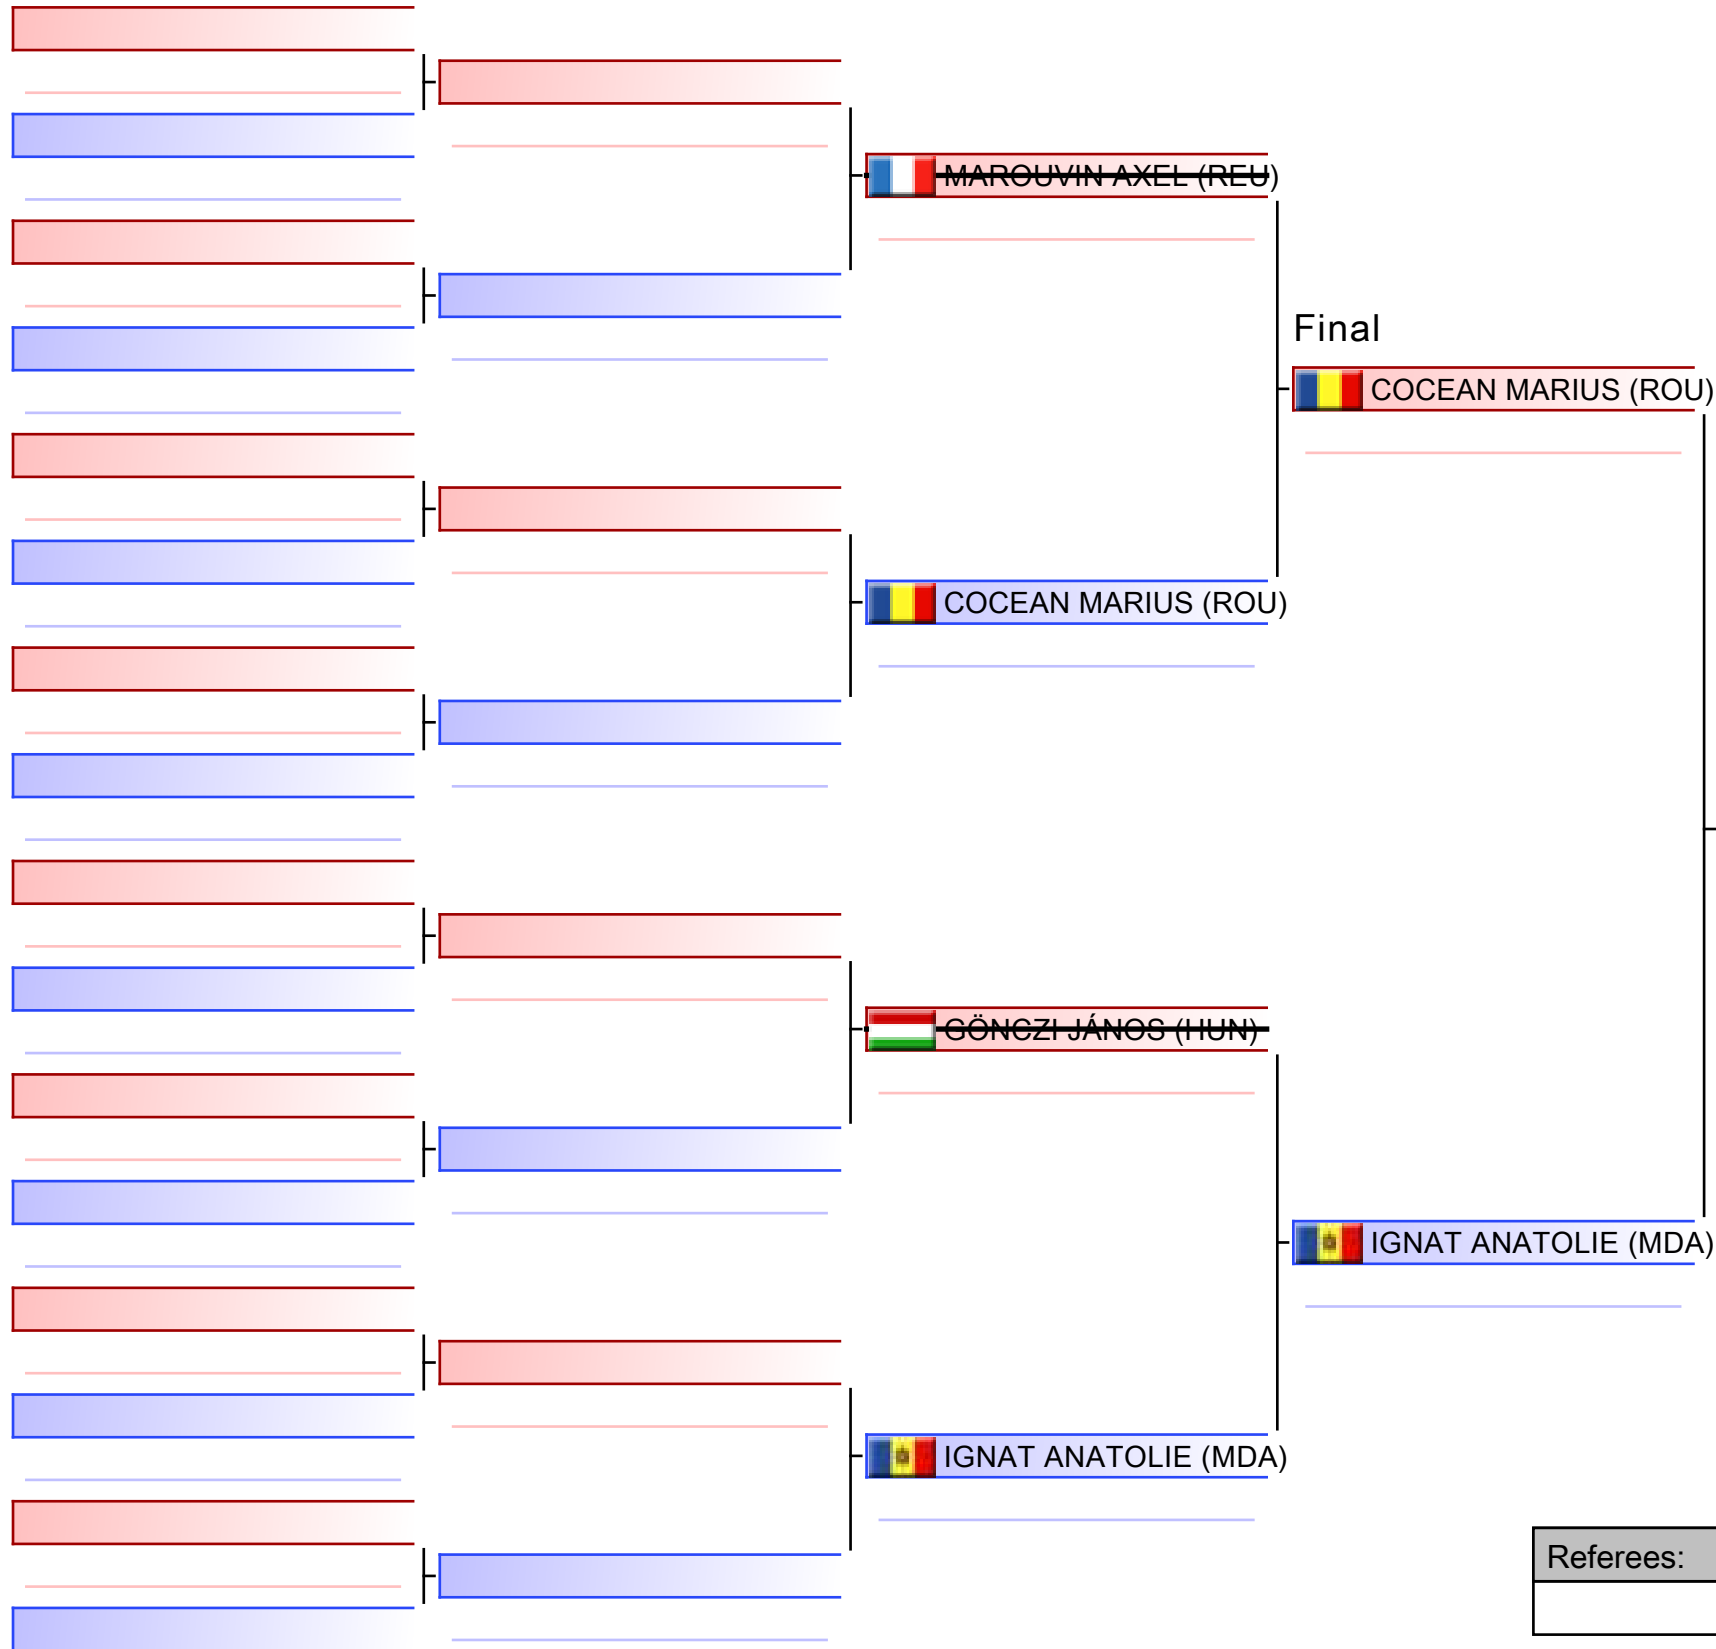 MAROUVIN AXEL (REU)
Final
COCEAN MARIUS (ROU)
COCEAN MARIUS (ROU)
GÖNCZI JÁNOS (HUN)
IGNAT ANATOLIE (MDA)
IGNAT ANATOLIE (MDA)
Referees: